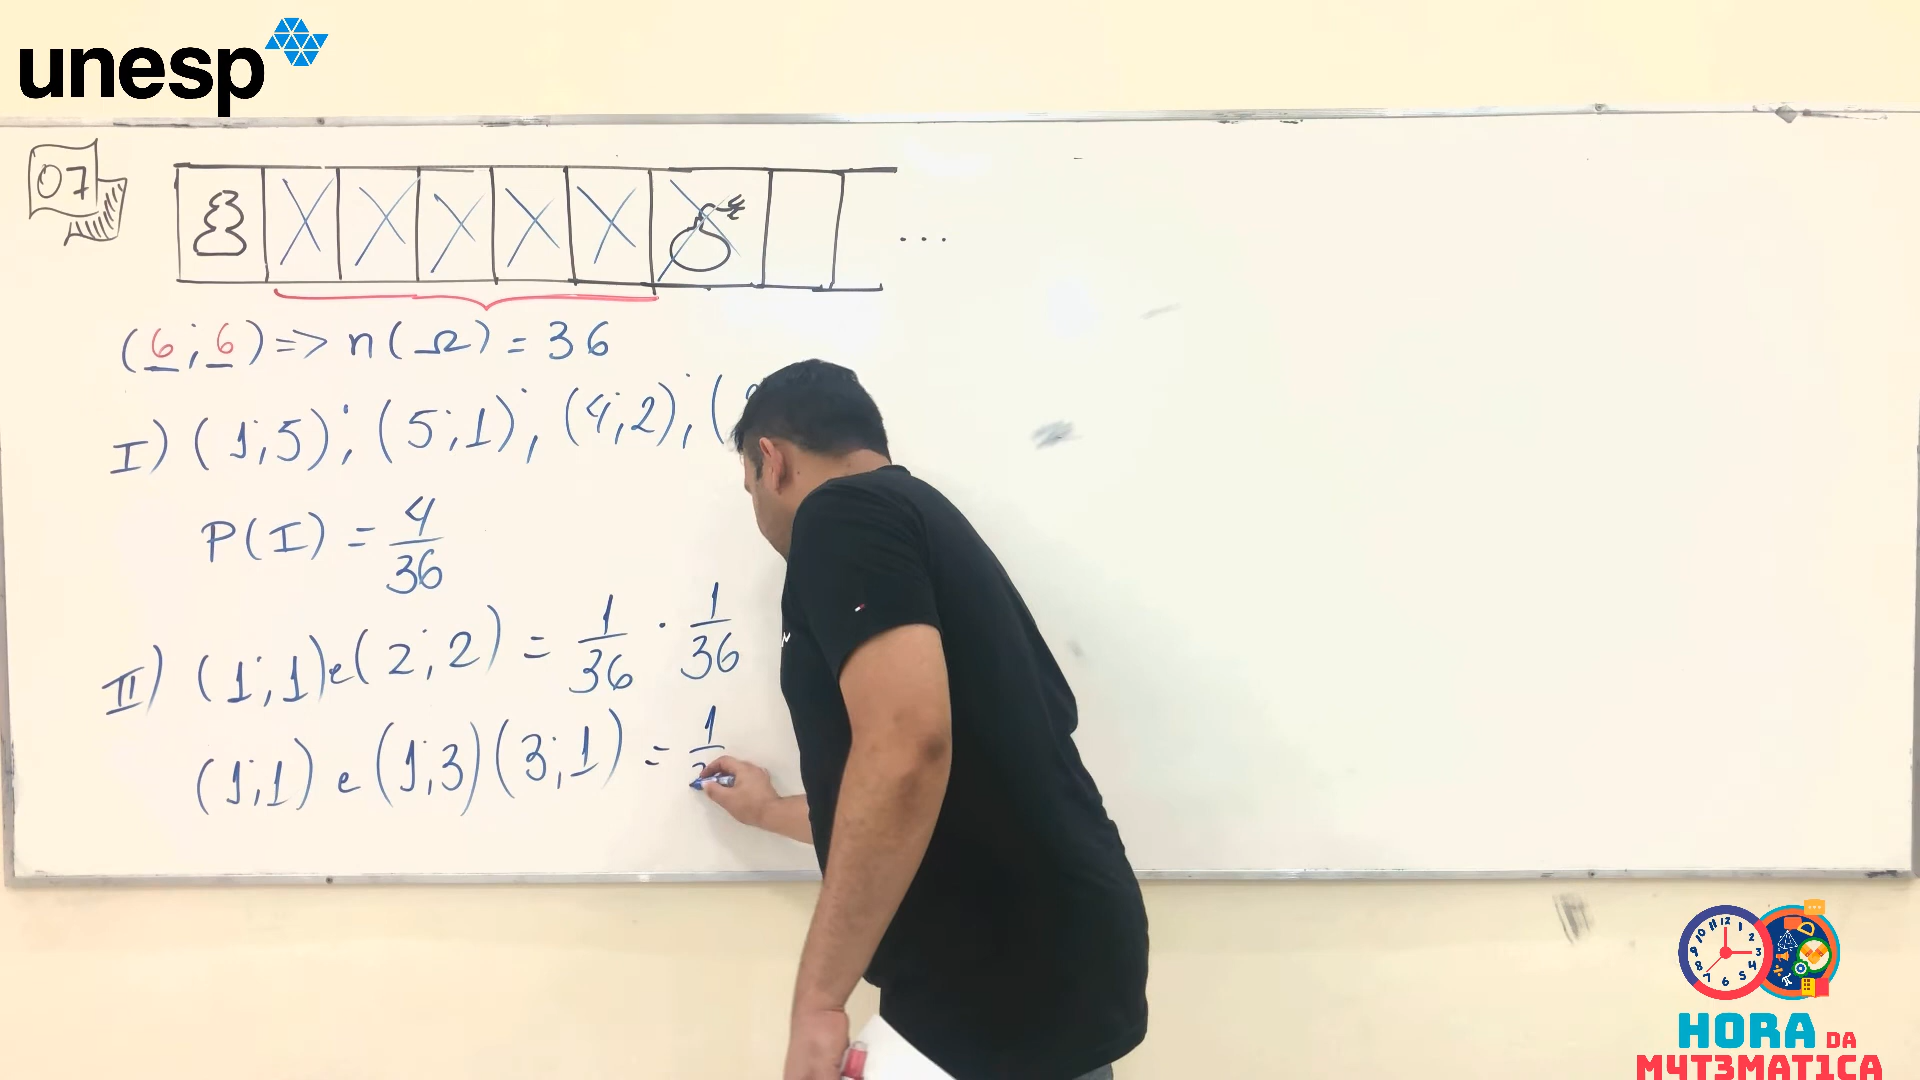 unesp
07
...
(6;6) => n(Ω) = 36
I) (1;5); (5;1); (4;2); (
P(I) = 4/36
II) (1;1) e (2;2) = 1/36 · 1/36
(1;1) e (1;3) (3;1) = 1
HORA DA
M4T3M4T1CA